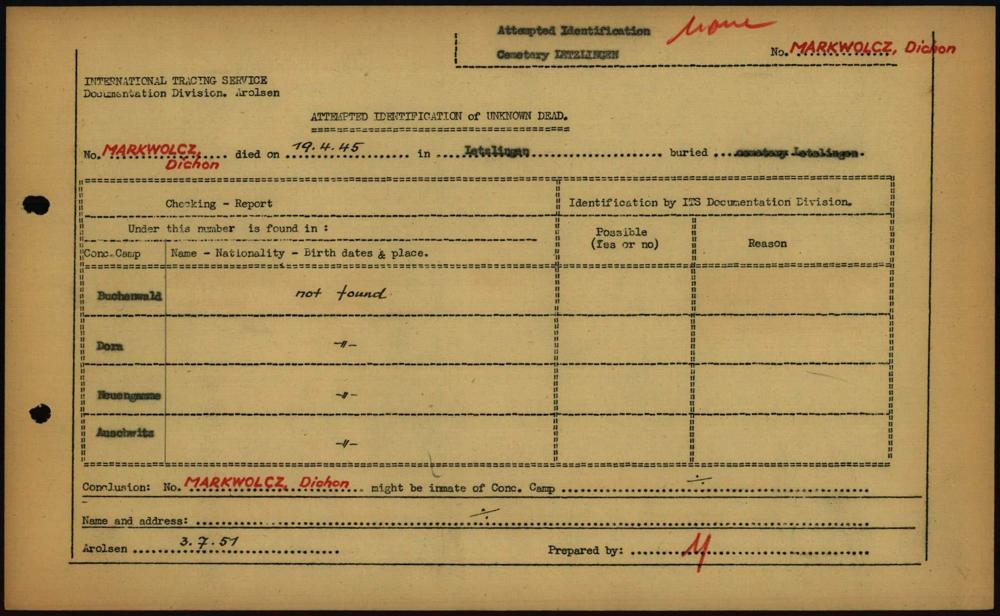 Attempted Identification
Cemetary LETZLINGEN
None
No. MARKWOLCZ, Dichon
INTERNATIONAL TRACING SERVICE
Documentation Division. Arolsen
ATTEMPTED IDENTIFICATION of UNKNOWN DEAD.
No. MARKWOLCZ, Dichon died on 19.4.45 in Letzlingen buried cemetary Letzlingen.
Checking - Report
Identification by ITS Documentation Division.
Under this number is found in :
Possible
(Yes or no)
Reason
Conc.Camp
Name - Nationality - Birth dates & place.
Buchenwald not found
Dora -"-
Neuengamme -"-
Auschwitz -"-
Conclusion: No. MARKWOLCZ, Dichon might be inmate of Conc. Camp ÷
Name and address: ÷
Arolsen 3.7.51 Prepared by: